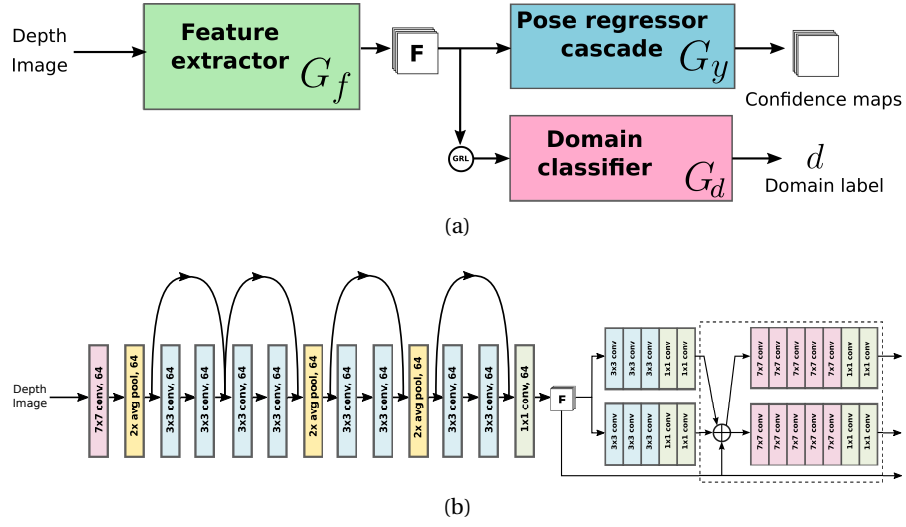 Depth
Image
Feature
extractor
G_f
F
Pose regressor
cascade
G_y
Confidence maps
GRL
Domain
classifier
G_d
d
Domain label
(a)
Depth
Image
7x7 conv. 64
2x avg pool, 64
3x3 conv. 64
3x3 conv. 64
3x3 conv. 64
3x3 conv. 64
2x avg pool, 64
3x3 conv. 64
3x3 conv. 64
2x avg pool, 64
3x3 conv. 64
3x3 conv. 64
1x1 conv, 64
F
3x3 conv
3x3 conv
3x3 conv
1x1 conv
1x1 conv
7x7 conv
7x7 conv
7x7 conv
7x7 conv
7x7 conv
1x1 conv
1x1 conv
3x3 conv
3x3 conv
3x3 conv
1x1 conv
1x1 conv
7x7 conv
7x7 conv
7x7 conv
7x7 conv
7x7 conv
1x1 conv
1x1 conv
(b)